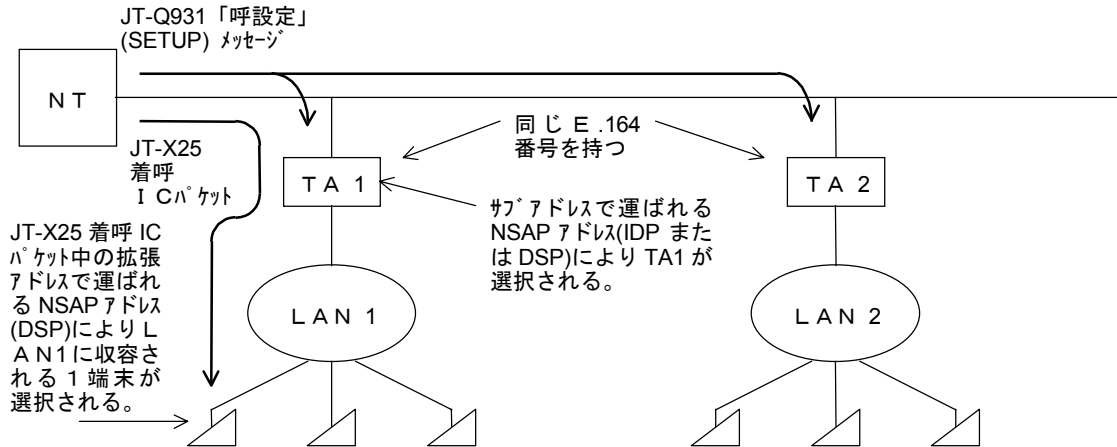 JT-Q931「呼設定」
(SETUP) ﾒｯｾｰｼﾞ
ＮＴ
JT-X25
着呼
ＩＣﾊﾟｹｯﾄ
同じＥ.164
番号を持つ
ＴＡ１
ＴＡ２
ｻﾌﾞｱﾄﾞﾚｽで運ばれる
NSAP ｱﾄﾞﾚｽ(IDP また
は DSP)により TA1 が
選択される。
JT-X25 着呼 IC
ﾊﾟｹｯﾄ中の拡張
ｱﾄﾞﾚｽで運ばれ
る NSAP ｱﾄﾞﾚｽ
(DSP)によりＬ
ＡＮ1に収容さ
れる１端末が
選択される。
ＬＡＮ１
ＬＡＮ２